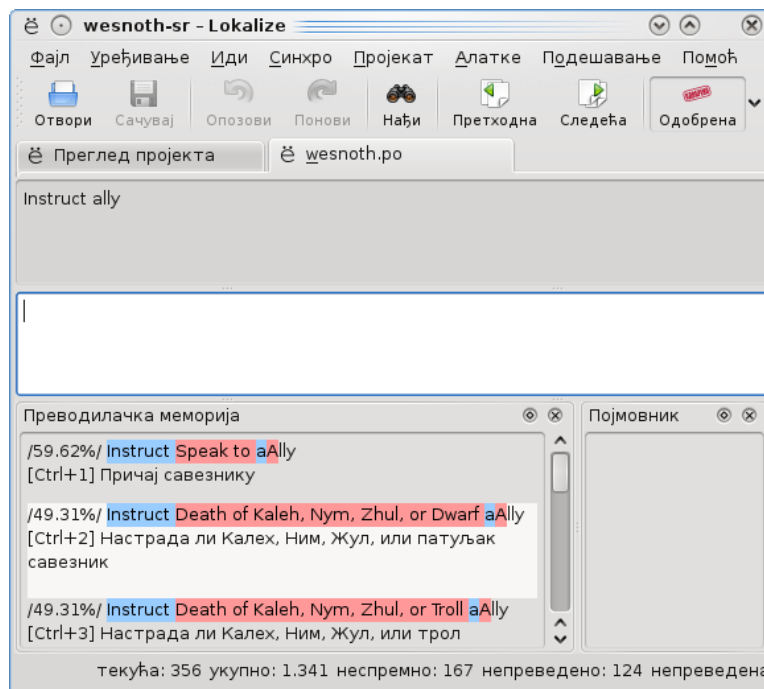 wesnoth-sr – Lokalize
Фајл Уређивање Иди Синхро Пројекат Алатке Подешавање Помоћ
Отвори Сачувај Опозови Понови Нађи Претходна Следећа Одобрена
ё Преглед пројекта ё wesnoth.po
Instruct ally
Преводилачка меморија Појмовник
/59.62%/ Instruct Speak to aAlly
[Ctrl+1] Причај савезнику
/49.31%/ Instruct Death of Kaleh, Nym, Zhul, or Dwarf aAlly
[Ctrl+2] Настрада ли Калех, Ним, Жул, или патуљак
савезник
/49.31%/ Instruct Death of Kaleh, Nym, Zhul, or Troll aAlly
[Ctrl+3] Настрада ли Калех, Ним, Жул, или трол
текућа: 356 укупно: 1.341 неспремно: 167 непреведено: 124 непреведена